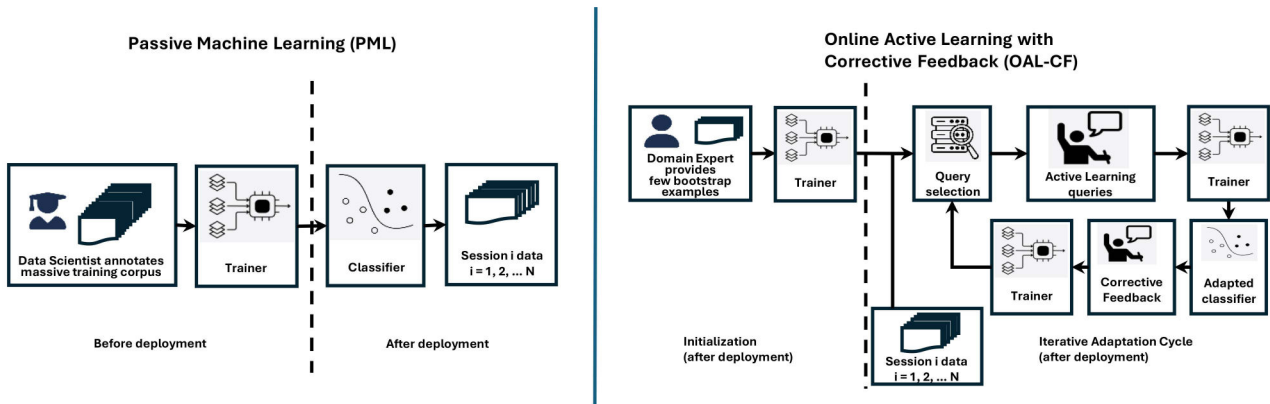 Passive Machine Learning (PML)
Data Scientist annotates
massive training corpus
Trainer
Classifier
Session i data
i = 1, 2, ... N
Before deployment
After deployment
Online Active Learning with
Corrective Feedback (OAL-CF)
Domain Expert
provides
few bootstrap
examples
Trainer
Query
selection
Active Learning
queries
Trainer
Trainer
Corrective
Feedback
Adapted
classifier
Initialization
(after deployment)
Session i data
i = 1, 2, ... N
Iterative Adaptation Cycle
(after deployment)